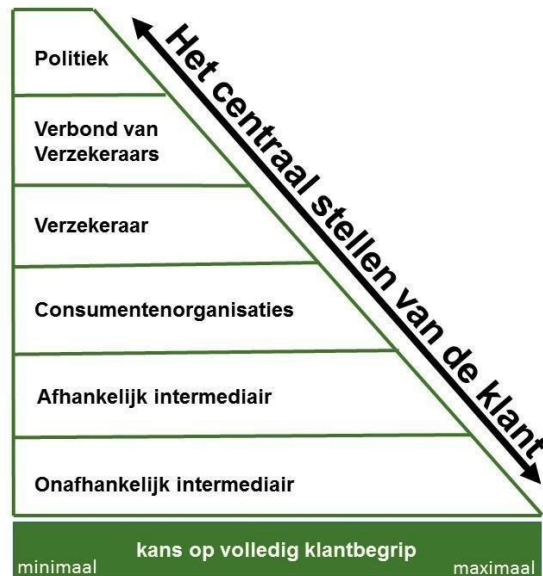 Politiek
Verbond van
Verzekeraars
Verzekeraar
Consumentenorganisaties
Afhankelijk intermediair
Onafhankelijk intermediair
Het centraal stellen van de klant
kans op volledig klantbegrip
minimaal
maximaal